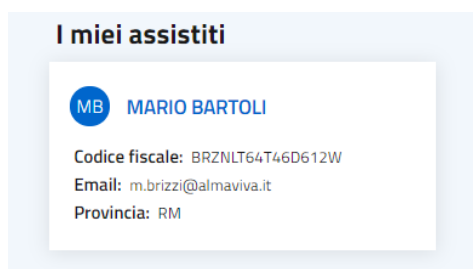 I miei assistiti
MB MARIO BARTOLI
Codice fiscale: BRZNLT64T46D612W
Email: m.brizzi@almaviva.it
Provincia: RM